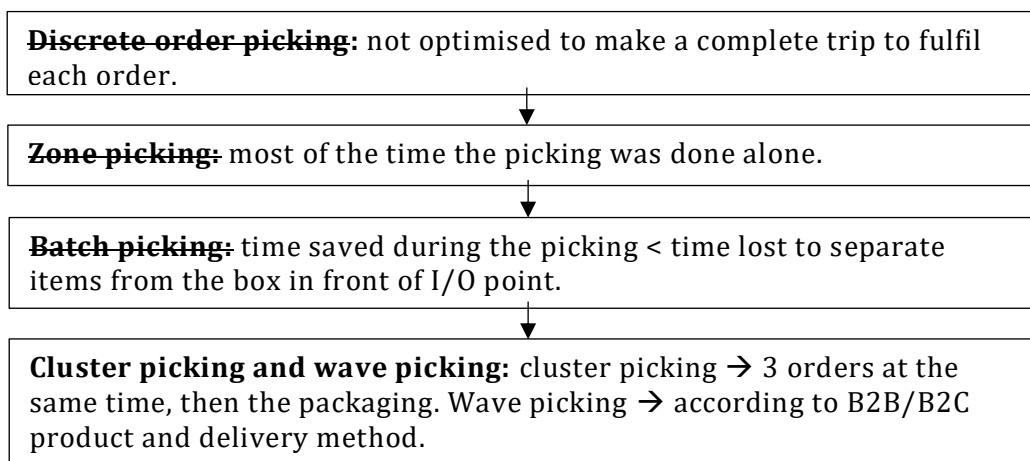 Discrete order picking: not optimised to make a complete trip to fulfil
each order.
Zone picking: most of the time the picking was done alone.
Batch picking: time saved during the picking < time lost to separate
items from the box in front of I/O point.
Cluster picking and wave picking: cluster picking → 3 orders at the
same time, then the packaging. Wave picking → according to B2B/B2C
product and delivery method.